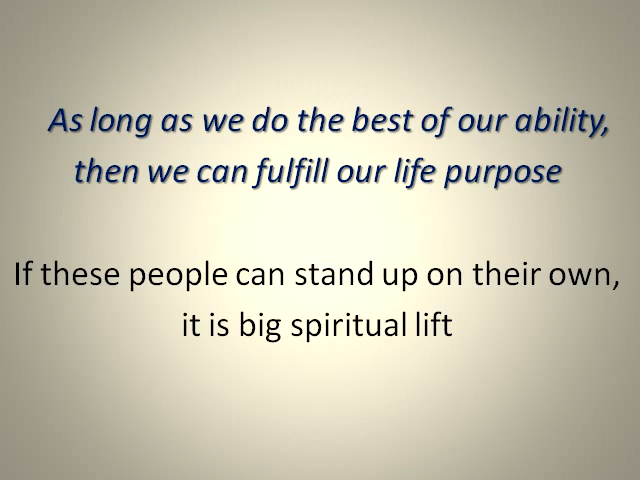 As long as we do the best of our ability,
then we can fulfill our life purpose
If these people can stand up on their own,
it is big spiritual lift